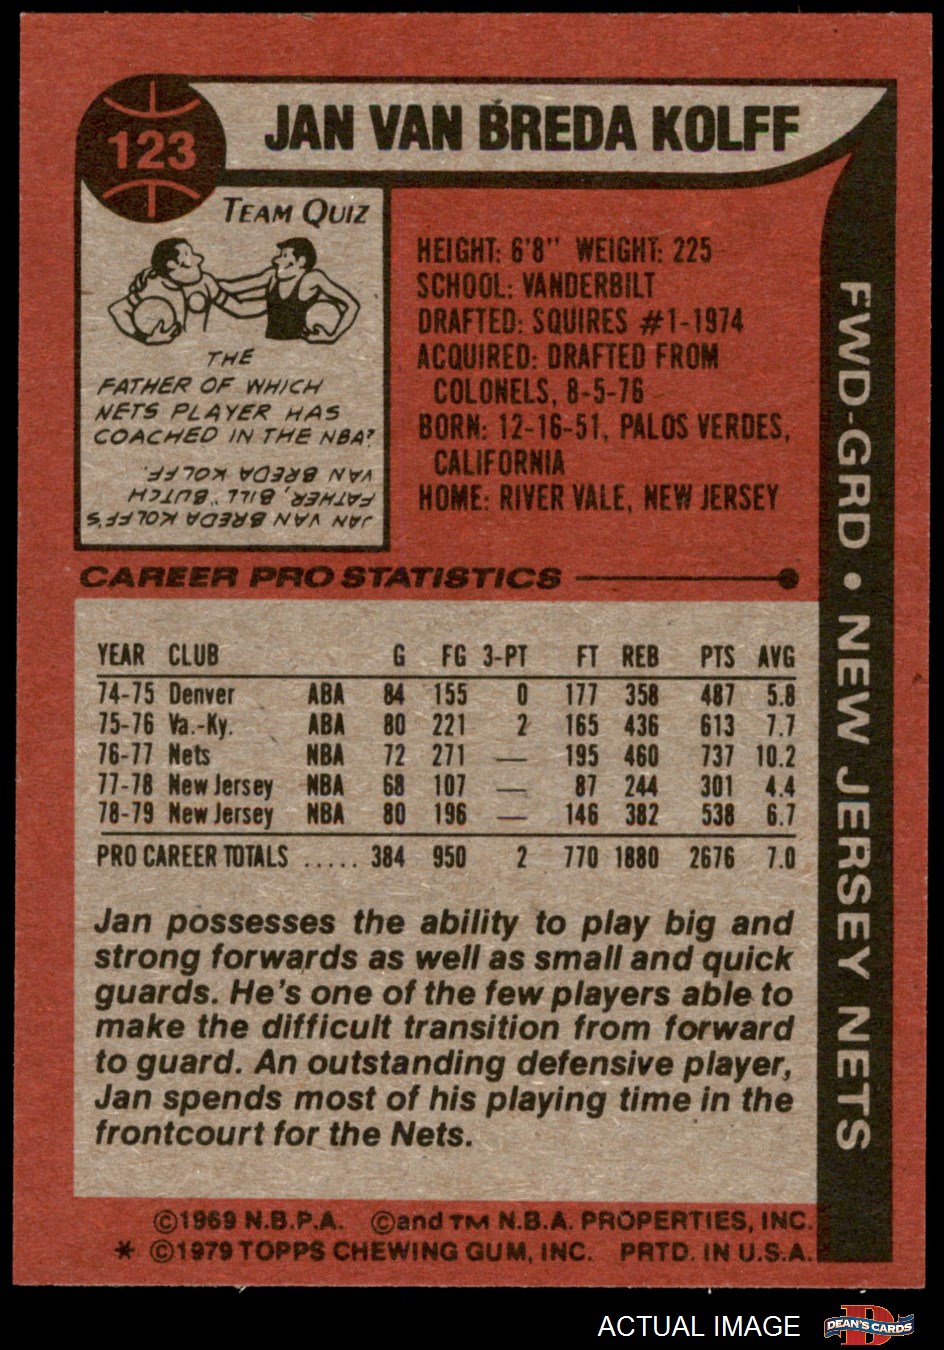 123
JAN VAN BREDA KOLFF
TEAM QUIZ
THE
FATHER OF WHICH
NETS PLAYER HAS
COACHED IN THE NBA?
JAN VAN BREDA KOLFF'S
FATHER, BILL "BUTCH"
VAN BREDA KOLFF.
HEIGHT: 6'8" WEIGHT: 225
SCHOOL: VANDERBILT
DRAFTED: SQUIRES #1-1974
ACQUIRED: DRAFTED FROM
COLONELS, 8-5-76
BORN: 12-16-51, PALOS VERDES,
CALIFORNIA
HOME: RIVER VALE, NEW JERSEY
FWD-GRD • NEW JERSEY NETS
CAREER PRO STATISTICS
YEAR CLUB G FG 3-PT FT REB PTS AVG
74-75 Denver ABA 84 155 0 177 358 487 5.8
75-76 Va.-Ky. ABA 80 221 2 165 436 613 7.7
76-77 Nets NBA 72 271 — 195 460 737 10.2
77-78 New Jersey NBA 68 107 — 87 244 301 4.4
78-79 New Jersey NBA 80 196 — 146 382 538 6.7
PRO CAREER TOTALS ..... 384 950 2 770 1880 2676 7.0
Jan possesses the ability to play big and
strong forwards as well as small and quick
guards. He's one of the few players able to
make the difficult transition from forward
to guard. An outstanding defensive player,
Jan spends most of his playing time in the
frontcourt for the Nets.
©1969 N.B.P.A. ©and TM N.B.A. PROPERTIES, INC.
* ©1979 TOPPS CHEWING GUM, INC. PRTD. IN U.S.A.
ACTUAL IMAGE
D
DEAN'S CARDS